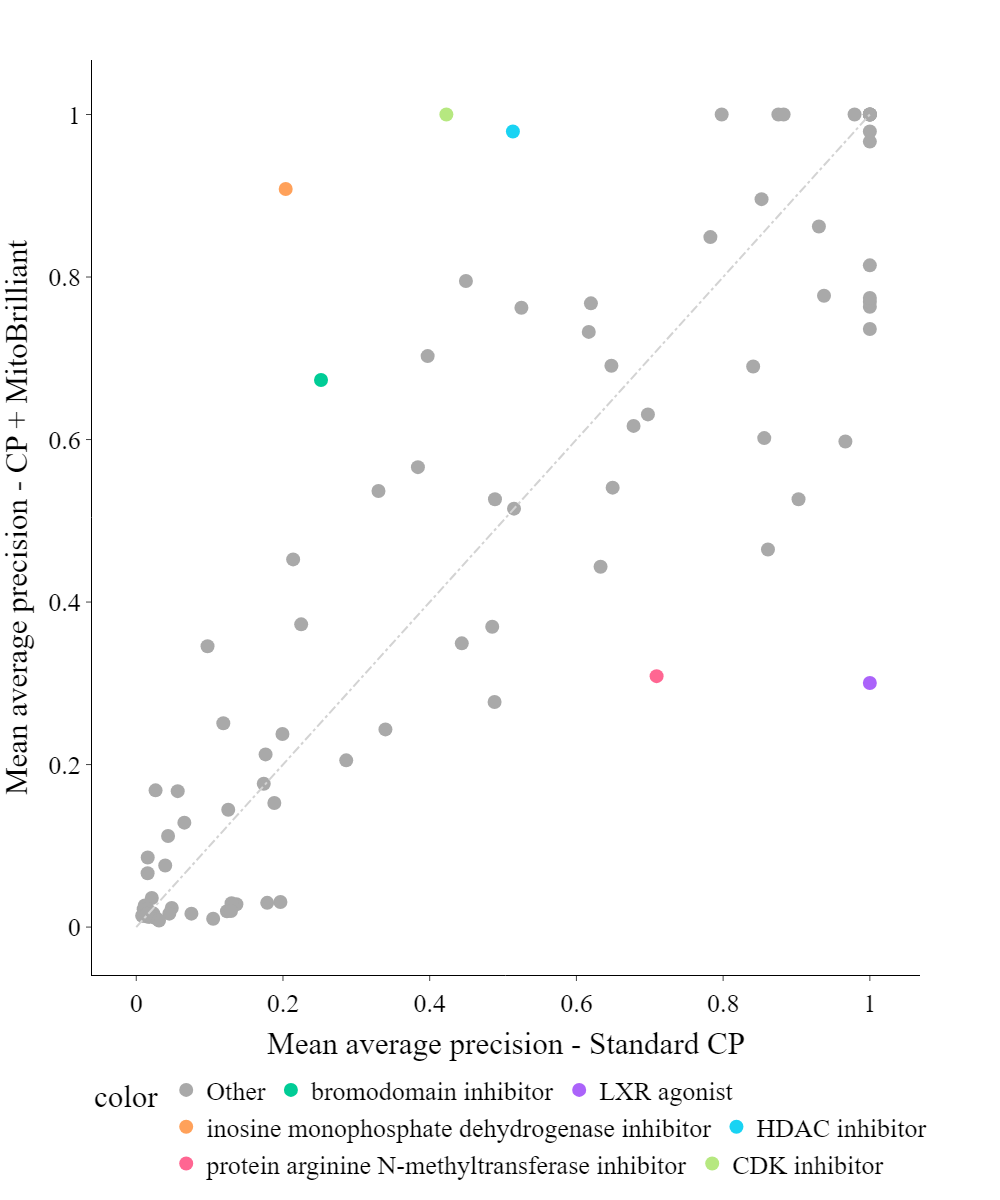 Mean average precision - CP + MitoBrilliant
1
0.8
0.6
0.4
0.2
0
0 0.2 0.4 0.6 0.8 1
Mean average precision - Standard CP
color Other bromodomain inhibitor LXR agonist
inosine monophosphate dehydrogenase inhibitor HDAC inhibitor
protein arginine N-methyltransferase inhibitor CDK inhibitor